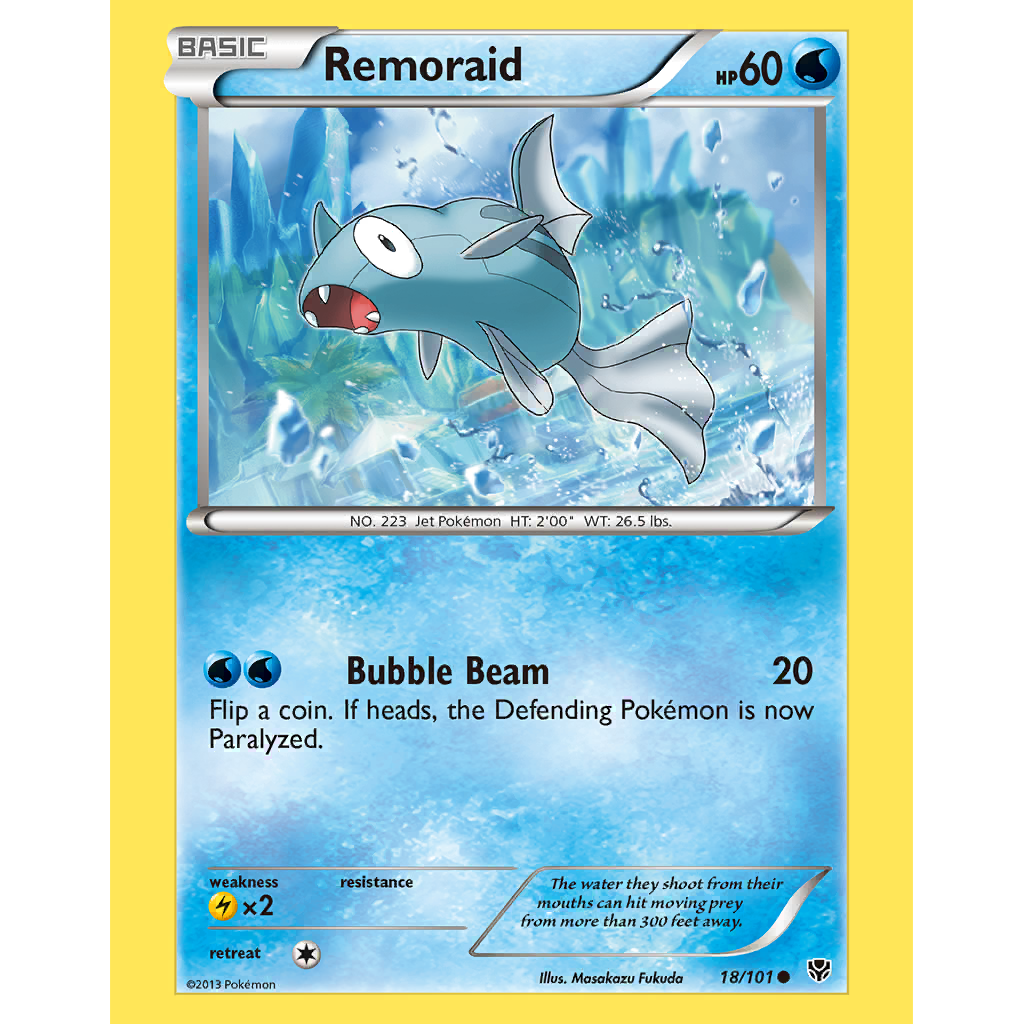 BASIC
Remoraid
HP60
NO. 223 Jet Pokémon HT: 2'00" WT: 26.5 lbs.
Bubble Beam 20
Flip a coin. If heads, the Defending Pokémon is now
Paralyzed.
weakness resistance
×2
retreat
The water they shoot from their
mouths can hit moving prey
from more than 300 feet away.
Illus. Masakazu Fukuda 18/101
©2013 Pokémon